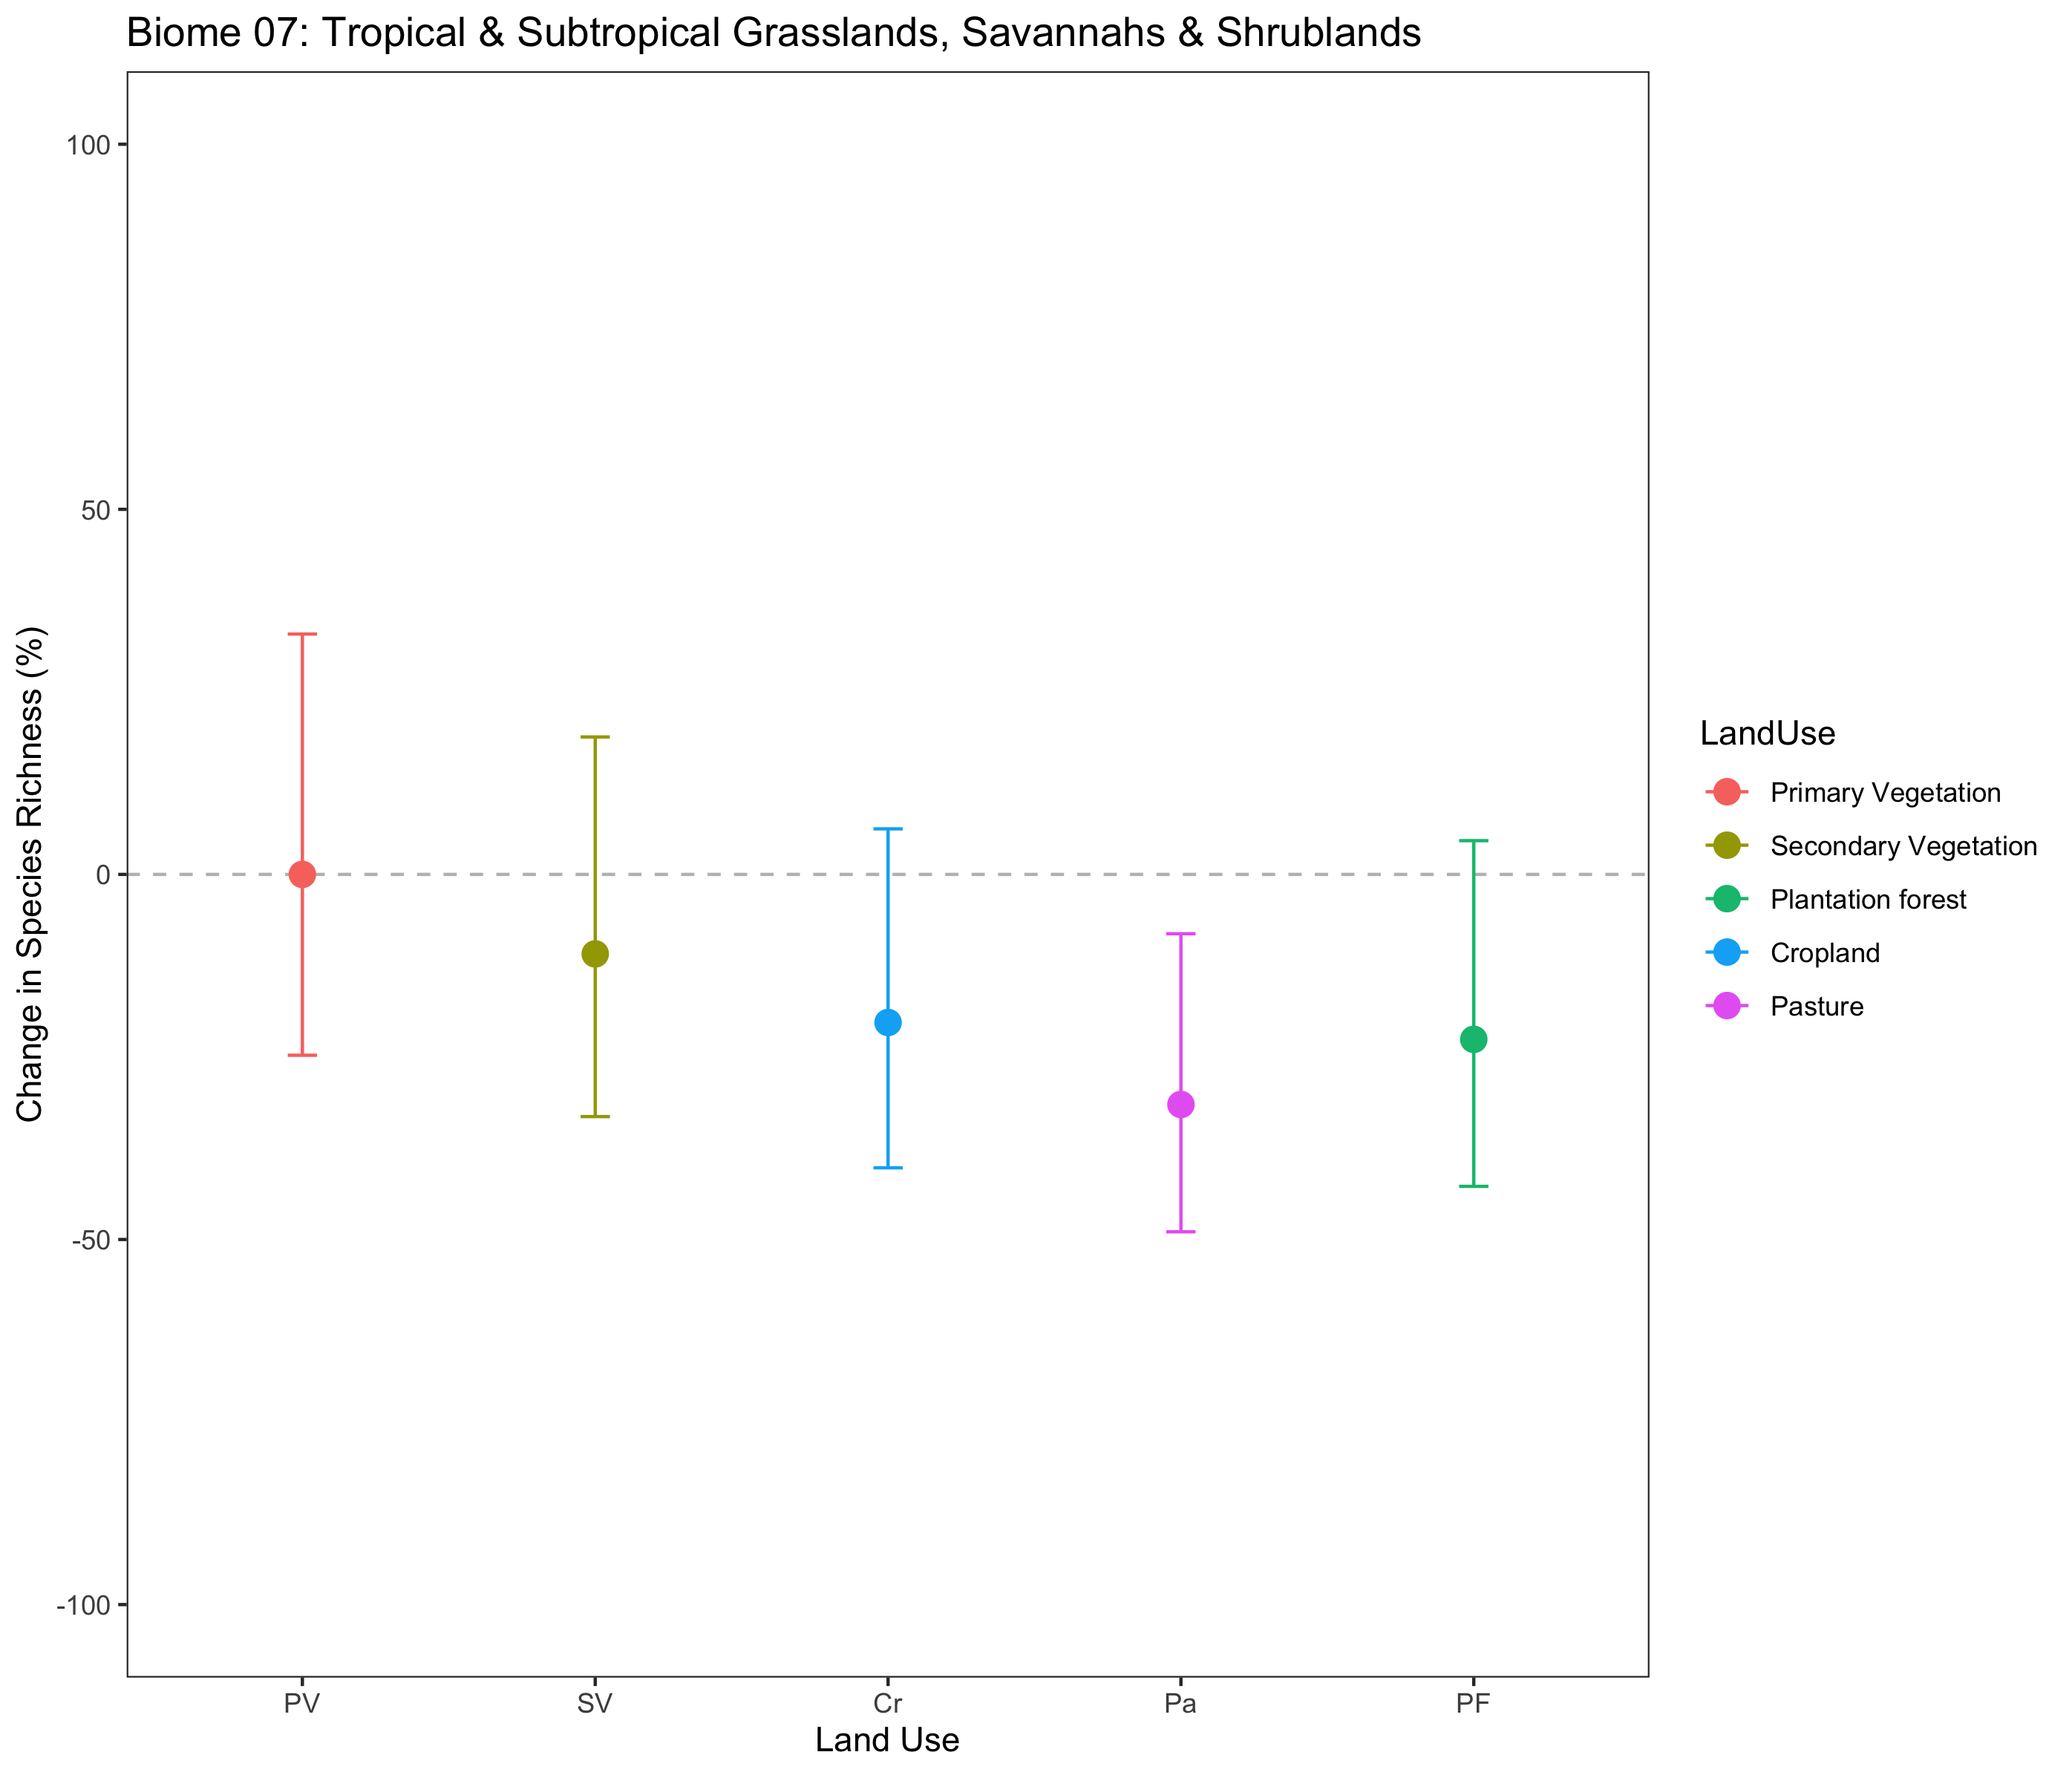 Biome 07: Tropical & Subtropical Grasslands, Savannahs & Shrublands
Change in Species Richness (%)
100
50
0
-50
-100
PV SV Cr Pa PF
Land Use
LandUse
Primary Vegetation
Secondary Vegetation
Plantation forest
Cropland
Pasture